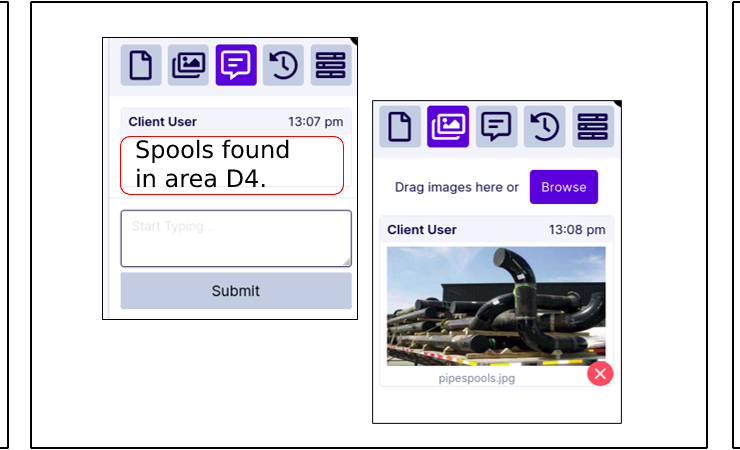 Client User 13:07 pm
Spools found
in area D4.
Start Typing...
Submit
Drag images here or Browse
Client User 13:08 pm
pipespools.jpg